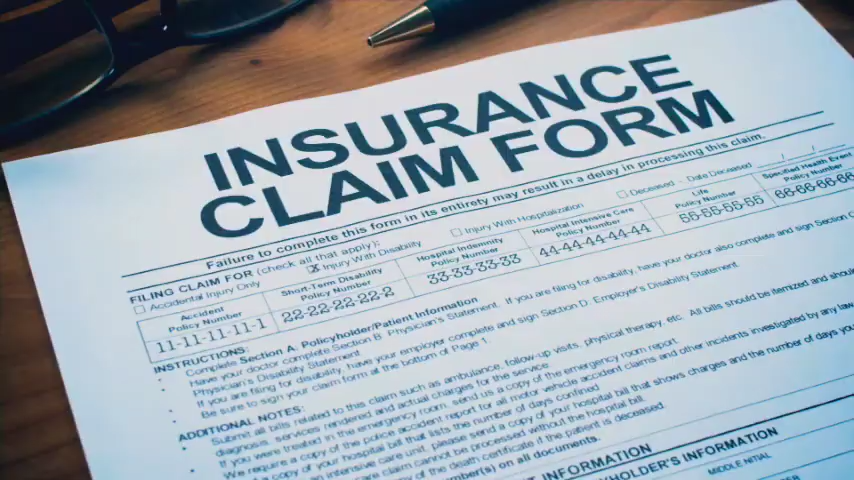 INSURANCE
CLAIM FORM
Failure to complete this form in its entirety may result in a delay in processing this claim.
FILING CLAIM FOR (check all that apply):
Accidental Injury Only
Injury With Disability
Injury With Hospitalization
Deceased - Date Deceased
Accident
Policy Number
11-11-11-11-1
Short-Term Disability
Policy Number
22-22-22-22-2
Hospital Indemnity
Policy Number
33-33-33-33
Hospital Intensive Care
Policy Number
44-44-44-44-44
Life
Policy Number
55-55-55-55
Specified Health Event
Policy Number
66-66-66-66
INSTRUCTIONS:
Complete Section A: Policyholder/Patient Information
Have your doctor complete Section B: Physician's Statement. If you are filing for disability, have your doctor also complete and sign Section C:
Physician's Disability Statement.
If you are filing for disability, have your employer complete and sign Section D: Employer's Disability Statement.
Be sure to sign your claim form at the bottom of Page 1.
ADDITIONAL NOTES:
Submit all bills related to this claim such as ambulance, follow-up visits, physical therapy, etc. All bills should be itemized and should
diagnosis, services rendered and actual charges for the service.
If you were treated in the emergency room, send us a copy of the emergency room report.
We require a copy of the police accident report for all motor vehicle accident claims and other incidents investigated by any law
copy of your hospital bill that lists the number of days confined.
an intensive care unit, please send a copy of your hospital bill that shows charges and the number of days you
care claim cannot be processed without the hospital bill.
of the death certificate if the patient is deceased.
number(s) on all documents.
INFORMATION
HOLDER'S INFORMATION
MIDDLE INITIAL